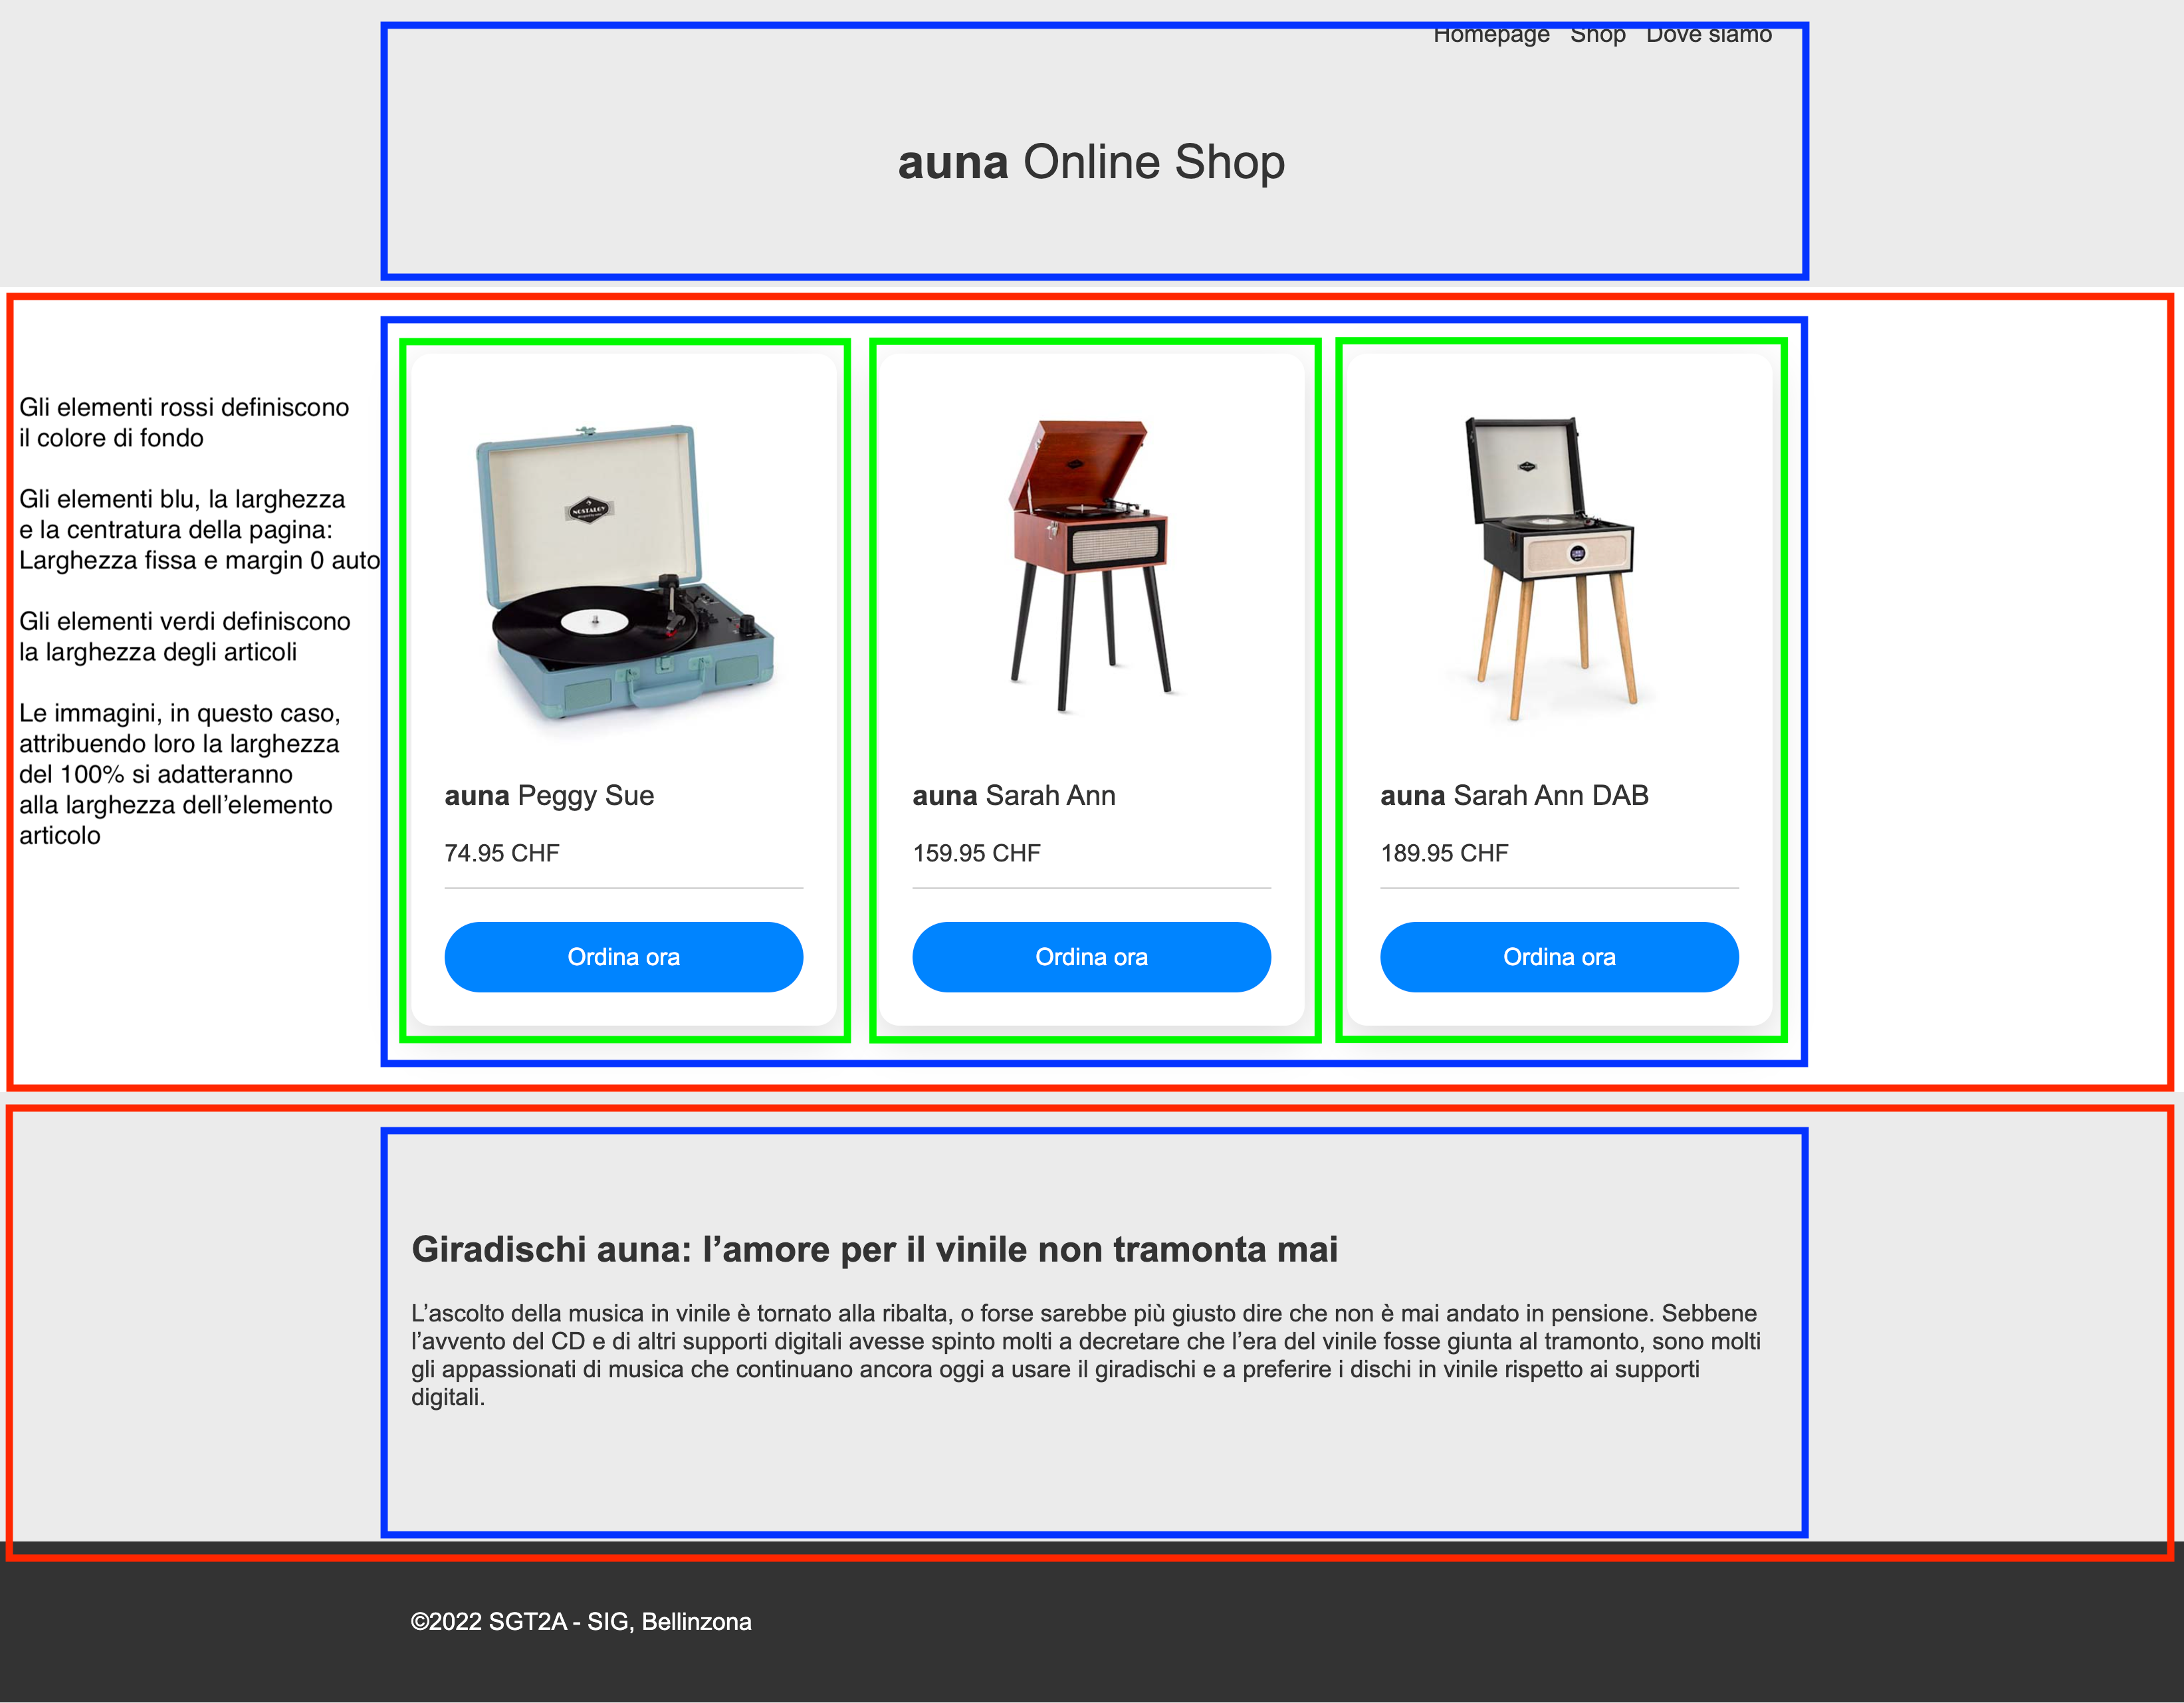 Homepage Shop Dove siamo
auna Online Shop
Gli elementi rossi definiscono
il colore di fondo
Gli elementi blu, la larghezza
e la centratura della pagina:
Larghezza fissa e margin 0 auto
Gli elementi verdi definiscono
la larghezza degli articoli
Le immagini, in questo caso,
attribuendo loro la larghezza
del 100% si adatteranno
alla larghezza dell’elemento
articolo
NOSTALGY
auna Peggy Sue
74.95 CHF
Ordina ora
auna Sarah Ann
159.95 CHF
Ordina ora
auna Sarah Ann DAB
189.95 CHF
Ordina ora
Giradischi auna: l’amore per il vinile non tramonta mai
L’ascolto della musica in vinile è tornato alla ribalta, o forse sarebbe più giusto dire che non è mai andato in pensione. Sebbene
l’avvento del CD e di altri supporti digitali avesse spinto molti a decretare che l’era del vinile fosse giunta al tramonto, sono molti
gli appassionati di musica che continuano ancora oggi a usare il giradischi e a preferire i dischi in vinile rispetto ai supporti
digitali.
©2022 SGT2A - SIG, Bellinzona